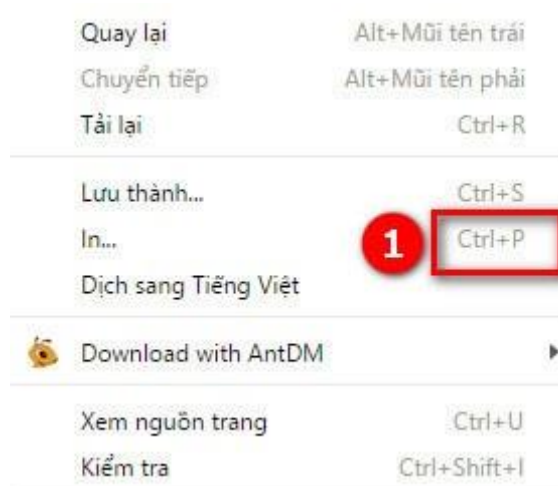 Quay lại Alt+Mũi tên trái
Chuyển tiếp Alt+Mũi tên phải
Tải lại Ctrl+R
Lưu thành... Ctrl+S
In... 1 Ctrl+P
Dịch sang Tiếng Việt
Download with AntDM
Xem nguồn trang Ctrl+U
Kiểm tra Ctrl+Shift+I